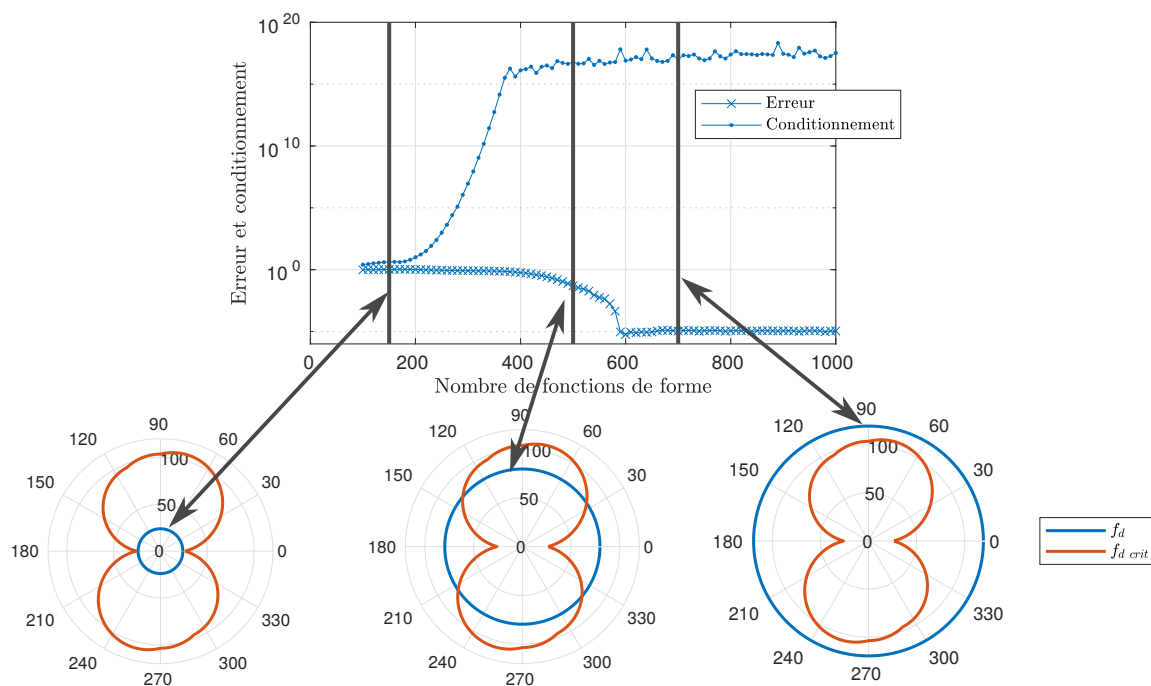 10^20
10^10
10^0
Erreur et conditionnement
Erreur
Conditionnement
0 200 400 600 800 1000
Nombre de fonctions de forme
90
120 60
150 30
180 0
210 330
240 300
270
0 50 100
90
120 60
150 30
180 0
210 330
240 300
270
0 50 100
90
120 60
150 30
180 0
210 330
240 300
270
0 50 100
f_d
f_d crit